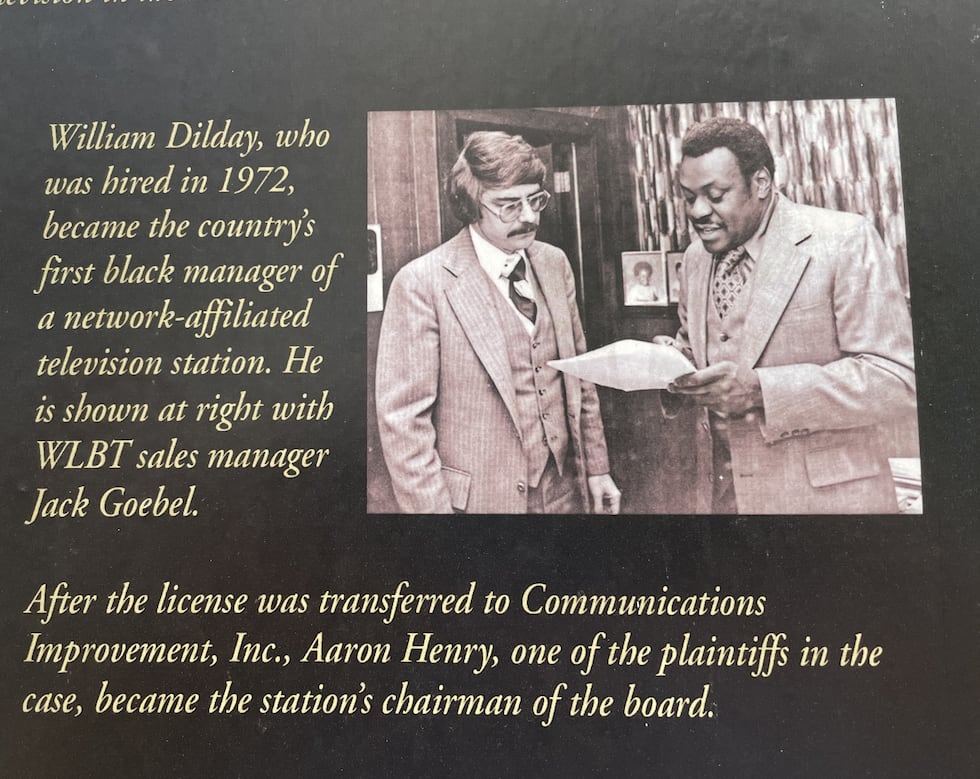 William Dilday, who
was hired in 1972,
became the country's
first black manager of
a network-affiliated
television station. He
is shown at right with
WLBT sales manager
Jack Goebel.
After the license was transferred to Communications
Improvement, Inc., Aaron Henry, one of the plaintiffs in the
case, became the station's chairman of the board.